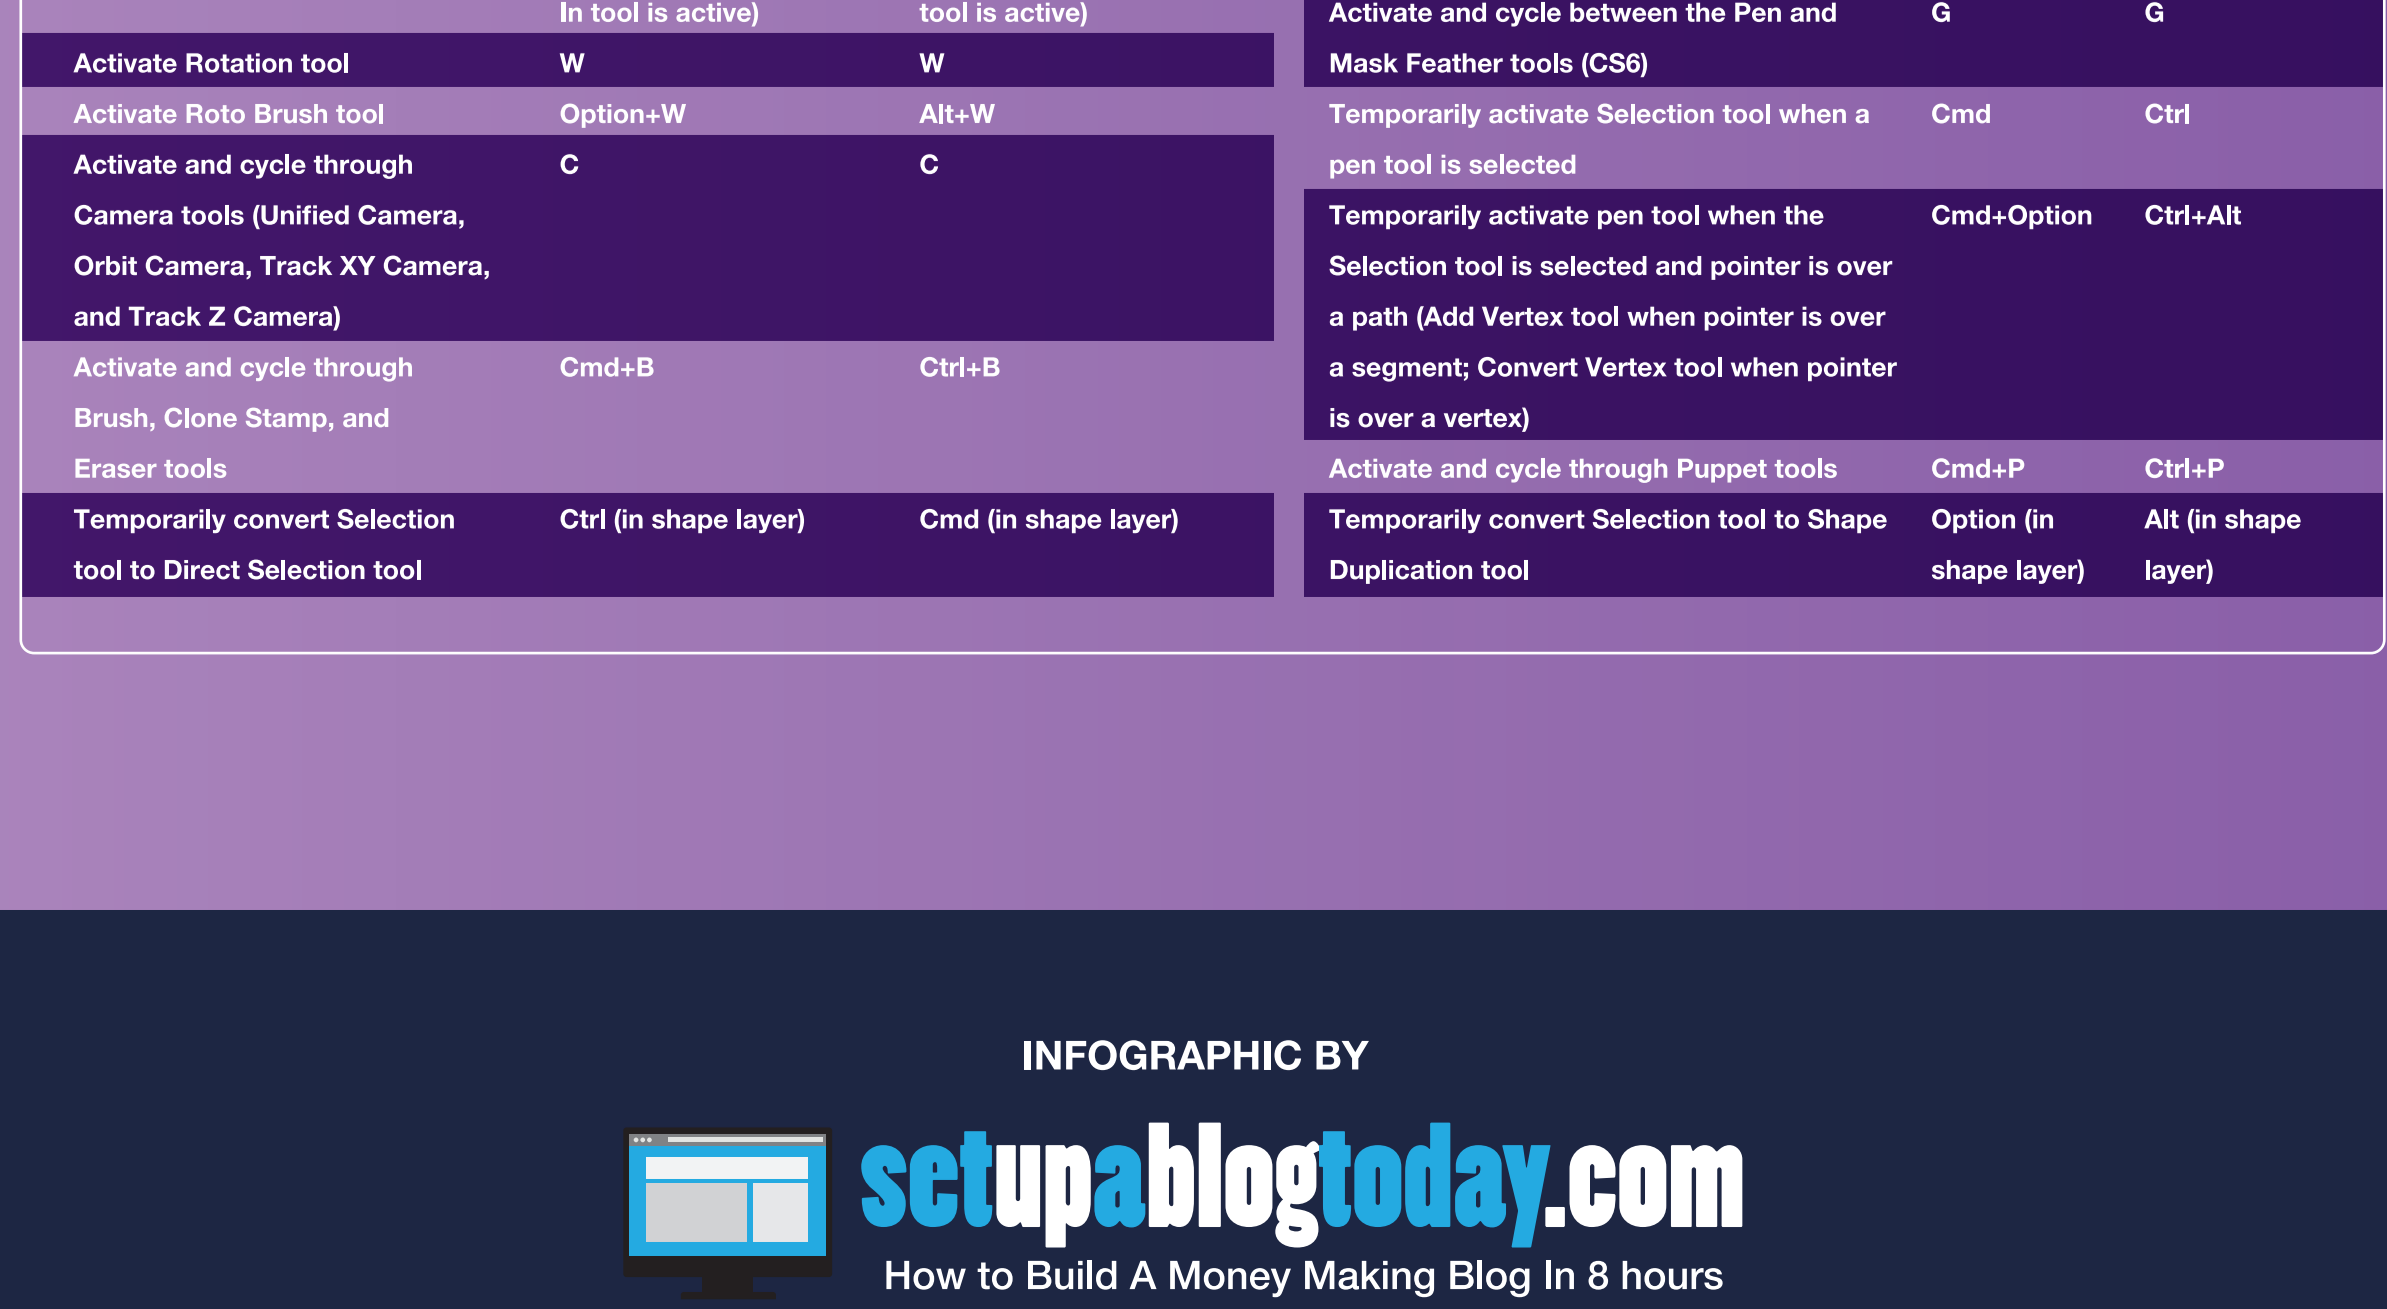 In tool is active) tool is active)
Activate Rotation tool W W
Activate Roto Brush tool Option+W Alt+W
Activate and cycle through C C
Camera tools (Unified Camera,
Orbit Camera, Track XY Camera,
and Track Z Camera)
Activate and cycle through Cmd+B Ctrl+B
Brush, Clone Stamp, and
Eraser tools
Temporarily convert Selection Ctrl (in shape layer) Cmd (in shape layer)
tool to Direct Selection tool
Activate and cycle between the Pen and G G
Mask Feather tools (CS6)
Temporarily activate Selection tool when a Cmd Ctrl
pen tool is selected
Temporarily activate pen tool when the Cmd+Option Ctrl+Alt
Selection tool is selected and pointer is over
a path (Add Vertex tool when pointer is over
a segment; Convert Vertex tool when pointer
is over a vertex)
Activate and cycle through Puppet tools Cmd+P Ctrl+P
Temporarily convert Selection tool to Shape Option (in Alt (in shape
Duplication tool shape layer) layer)
INFOGRAPHIC BY
setupablogtoday.com
How to Build A Money Making Blog In 8 hours